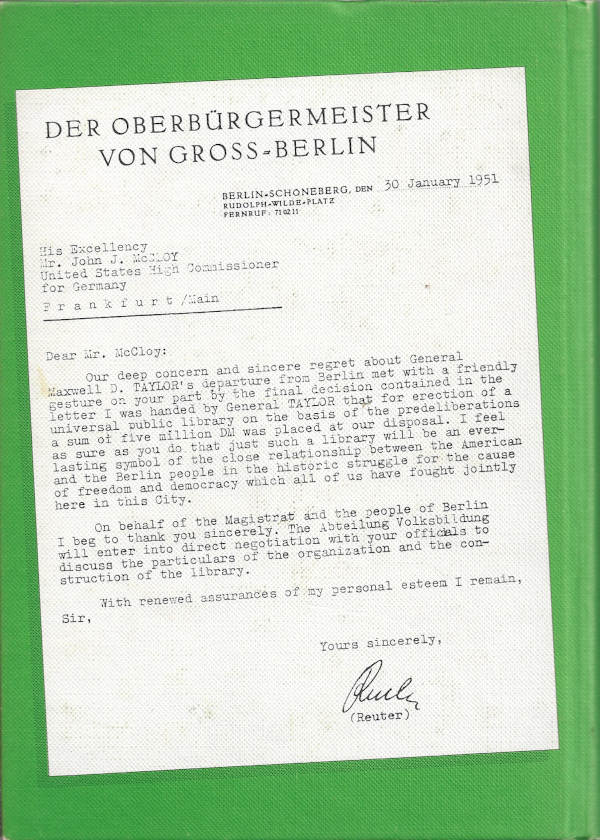 DER OBERBÜRGERMEISTER
VON GROSS-BERLIN
BERLIN-SCHÖNEBERG, DEN 30 January 1951
RUDOLPH-WILDE-PLATZ
FERNRUF: 710211
His Excellency
Mr. John J. McCLOY
United States High Commissioner
for Germany
F r a n k f u r t /Main
Dear Mr. McCloy:
Our deep concern and sincere regret about General
Maxwell D. TAYLOR's departure from Berlin met with a friendly
gesture on your part by the final decision contained in the
letter I was handed by General TAYLOR that for erection of a
universal public library on the basis of the predeliberations
a sum of five million DM was placed at our disposal. I feel
as sure as you do that just such a library will be an ever-
lasting symbol of the close relationship between the American
and the Berlin people in the historic struggle for the cause
of freedom and democracy which all of us have fought jointly
here in this City.
On behalf of the Magistrat and the people of Berlin
I beg to thank you sincerely. The Abteilung Volksbildung
will enter into direct negotiation with your officals to
discuss the particulars of the organization and the con-
struction of the library.
With renewed assurances of my personal esteem I remain,
Sir,
Yours sincerely,
Reuter
(Reuter)